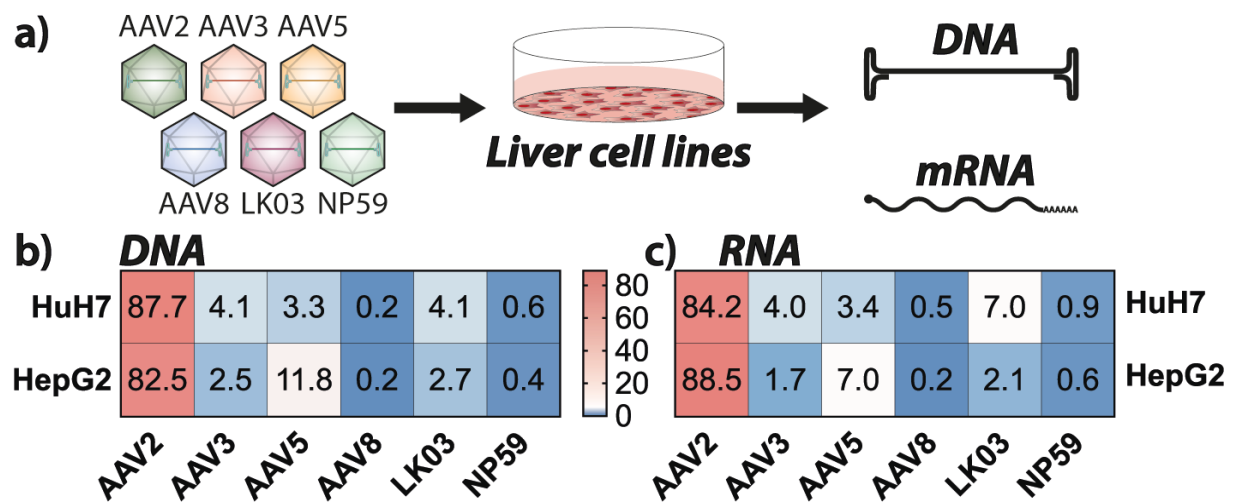 a)
AAV2 AAV3 AAV5
AAV8 LK03 NP59
Liver cell lines
DNA
mRNA
AAAAAA
b) DNA
HuH7 87.7 4.1 3.3 0.2 4.1 0.6
HepG2 82.5 2.5 11.8 0.2 2.7 0.4
AAV2 AAV3 AAV5 AAV8 LK03 NP59
80
60
40
20
0
c) RNA
84.2 4.0 3.4 0.5 7.0 0.9 HuH7
88.5 1.7 7.0 0.2 2.1 0.6 HepG2
AAV2 AAV3 AAV5 AAV8 LK03 NP59